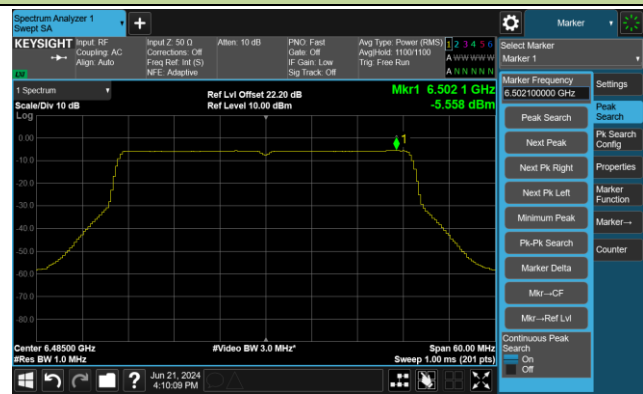 Spectrum Analyzer 1
Swept SA
Marker
KEYSIGHT
Input: RF
Coupling: AC
Align: Auto
Input Z: 50 Ω
Corrections: Off
Freq Ref: Int (S)
NFE: Adaptive
Atten: 10 dB
PNO: Fast
Gate: Off
IF Gain: Low
Sig Track: Off
Avg Type: Power (RMS)
Avg|Hold: 1100/1100
Trig: Free Run
1 2 3 4 5 6
A W W W W W
A N N N N N
LXI
Select Marker
Marker 1
1 Spectrum
Scale/Div 10 dB
Log
Ref Lvl Offset 22.20 dB
Ref Level 10.00 dBm
Mkr1 6.502 1 GHz
-5.558 dBm
0.00
-10.0
-20.0
-30.0
-40.0
-50.0
-60.0
-70.0
-80.0
1
Center 6.48500 GHz
#Res BW 1.0 MHz
#Video BW 3.0 MHz*
Span 60.00 MHz
Sweep 1.00 ms (201 pts)
Marker Frequency
6.502100000 GHz
Peak Search
Next Peak
Next Pk Right
Next Pk Left
Minimum Peak
Pk-Pk Search
Marker Delta
Mkr→CF
Mkr→Ref Lvl
Continuous Peak
Search
On
Off
Settings
Peak
Search
Pk Search
Config
Properties
Marker
Function
Marker→
Counter
?
Jun 21, 2024
4:10:09 PM